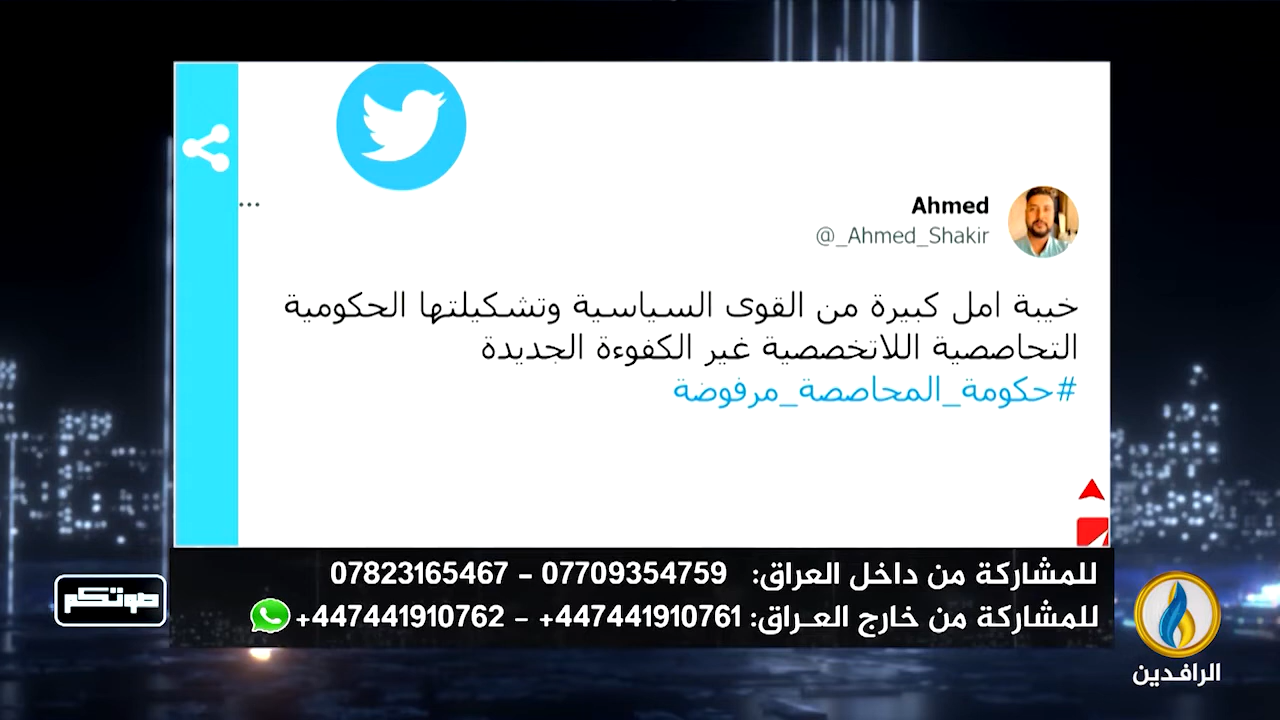 Ahmed
@_Ahmed_Shakir
...
خيبة امل كبيرة من القوى السياسية وتشكيلتها الحكومية
التحاصصية اللاتخصصية غير الكفوءة الجديدة
#حكومة_المحاصصة_مرفوضة
للمشاركة من داخل العراق: 07709354759 - 07823165467
للمشاركة من خارج العراق: 447441910761+ - 447441910762+
صوتكم
الرافدين